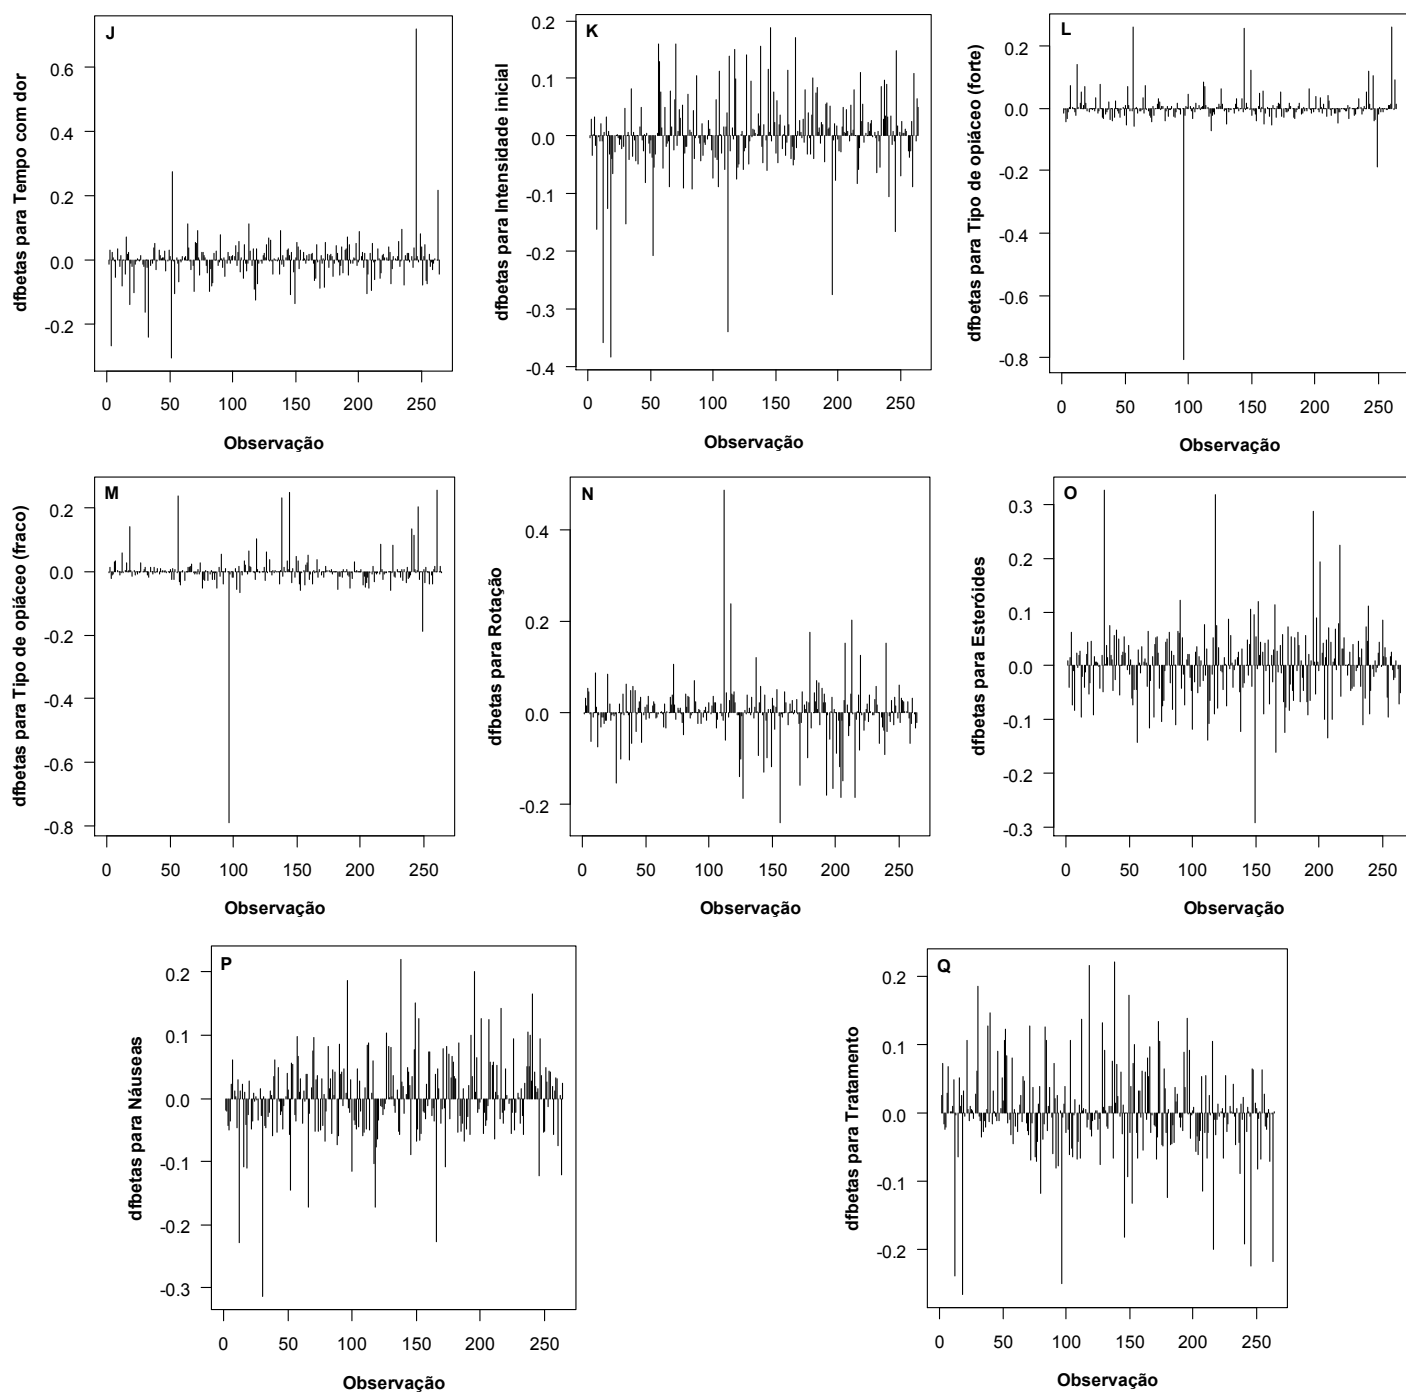 J
dfbetas para Tempo com dor
0.6
0.4
0.2
0.0
-0.2
0 50 100 150 200 250
Observação
K
dfbetas para Intensidade inicial
0.2
0.1
0.0
-0.1
-0.2
-0.3
-0.4
0 50 100 150 200 250
Observação
L
dfbetas para Tipo de opiáceo (forte)
0.2
0.0
-0.2
-0.4
-0.6
-0.8
0 50 100 150 200 250
Observação
M
dfbetas para Tipo de opiáceo (fraco)
0.2
0.0
-0.2
-0.4
-0.6
-0.8
0 50 100 150 200 250
Observação
N
dfbetas para Rotação
0.4
0.2
0.0
-0.2
0 50 100 150 200 250
Observação
O
dfbetas para Esteróides
0.3
0.2
0.1
0.0
-0.1
-0.2
-0.3
0 50 100 150 200 250
Observação
P
dfbetas para Náuseas
0.2
0.1
0.0
-0.1
-0.2
-0.3
0 50 100 150 200 250
Observação
Q
dfbetas para Tratamento
0.2
0.1
0.0
-0.1
-0.2
0 50 100 150 200 250
Observação